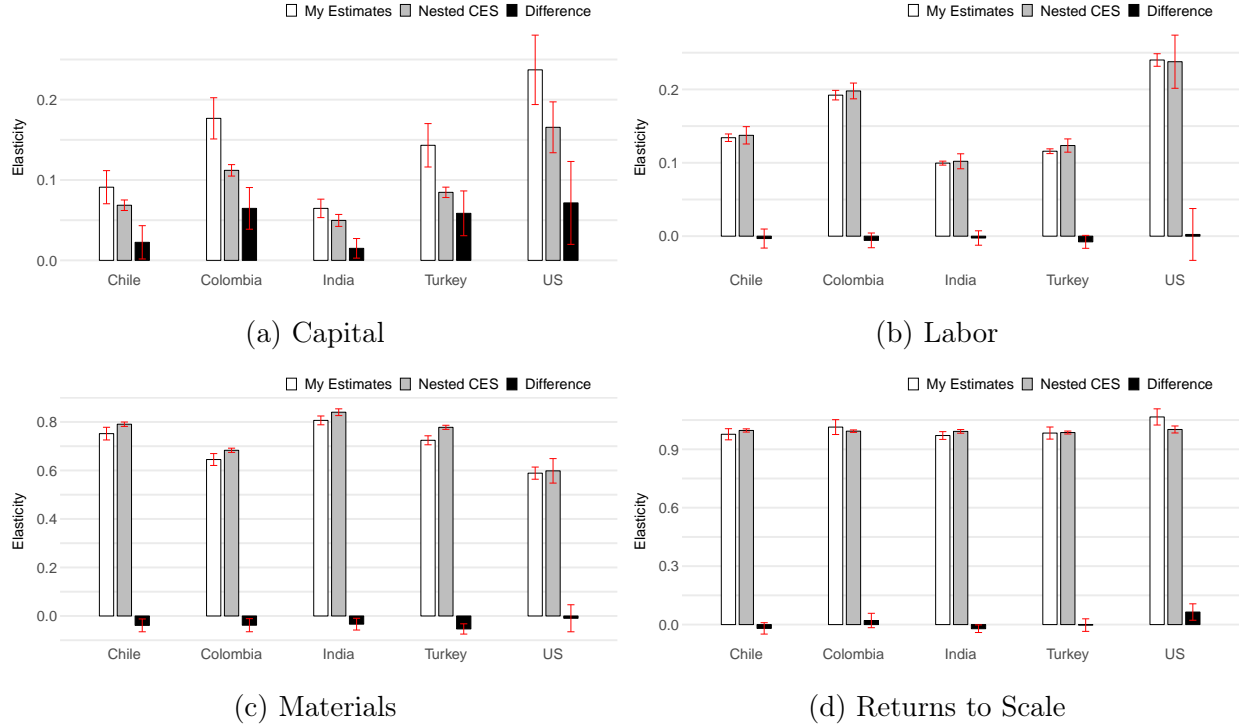 My Estimates Nested CES Difference
Elasticity
0.2
0.1
0.0
Chile Colombia India Turkey US
(a) Capital
My Estimates Nested CES Difference
Elasticity
0.2
0.1
0.0
Chile Colombia India Turkey US
(b) Labor
My Estimates Nested CES Difference
Elasticity
0.8
0.6
0.4
0.2
0.0
Chile Colombia India Turkey US
(c) Materials
My Estimates Nested CES Difference
Elasticity
0.9
0.6
0.3
0.0
Chile Colombia India Turkey US
(d) Returns to Scale